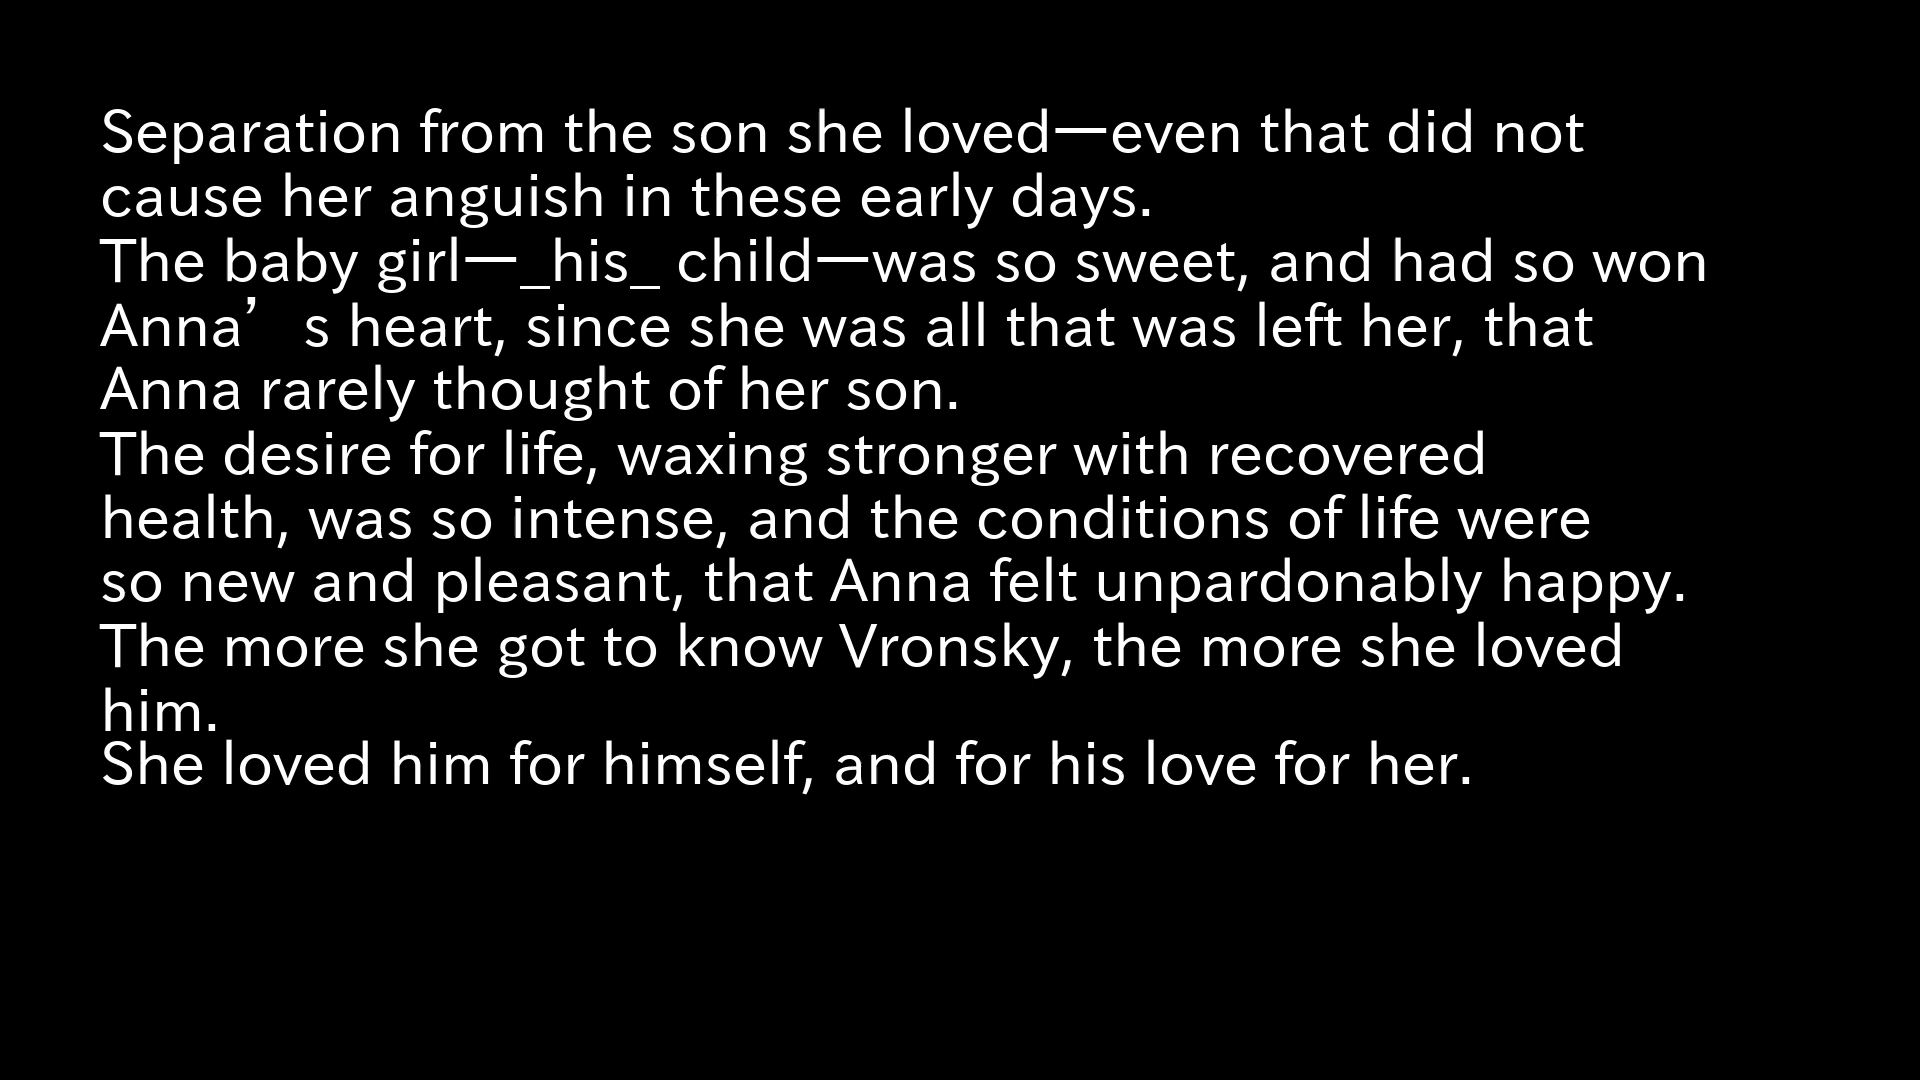 Separation from the son she loved—even that did not
cause her anguish in these early days.
The baby girl—_his_ child—was so sweet, and had so won
Anna’s heart, since she was all that was left her, that
Anna rarely thought of her son.
The desire for life, waxing stronger with recovered
health, was so intense, and the conditions of life were
so new and pleasant, that Anna felt unpardonably happy.
The more she got to know Vronsky, the more she loved
him.
She loved him for himself, and for his love for her.